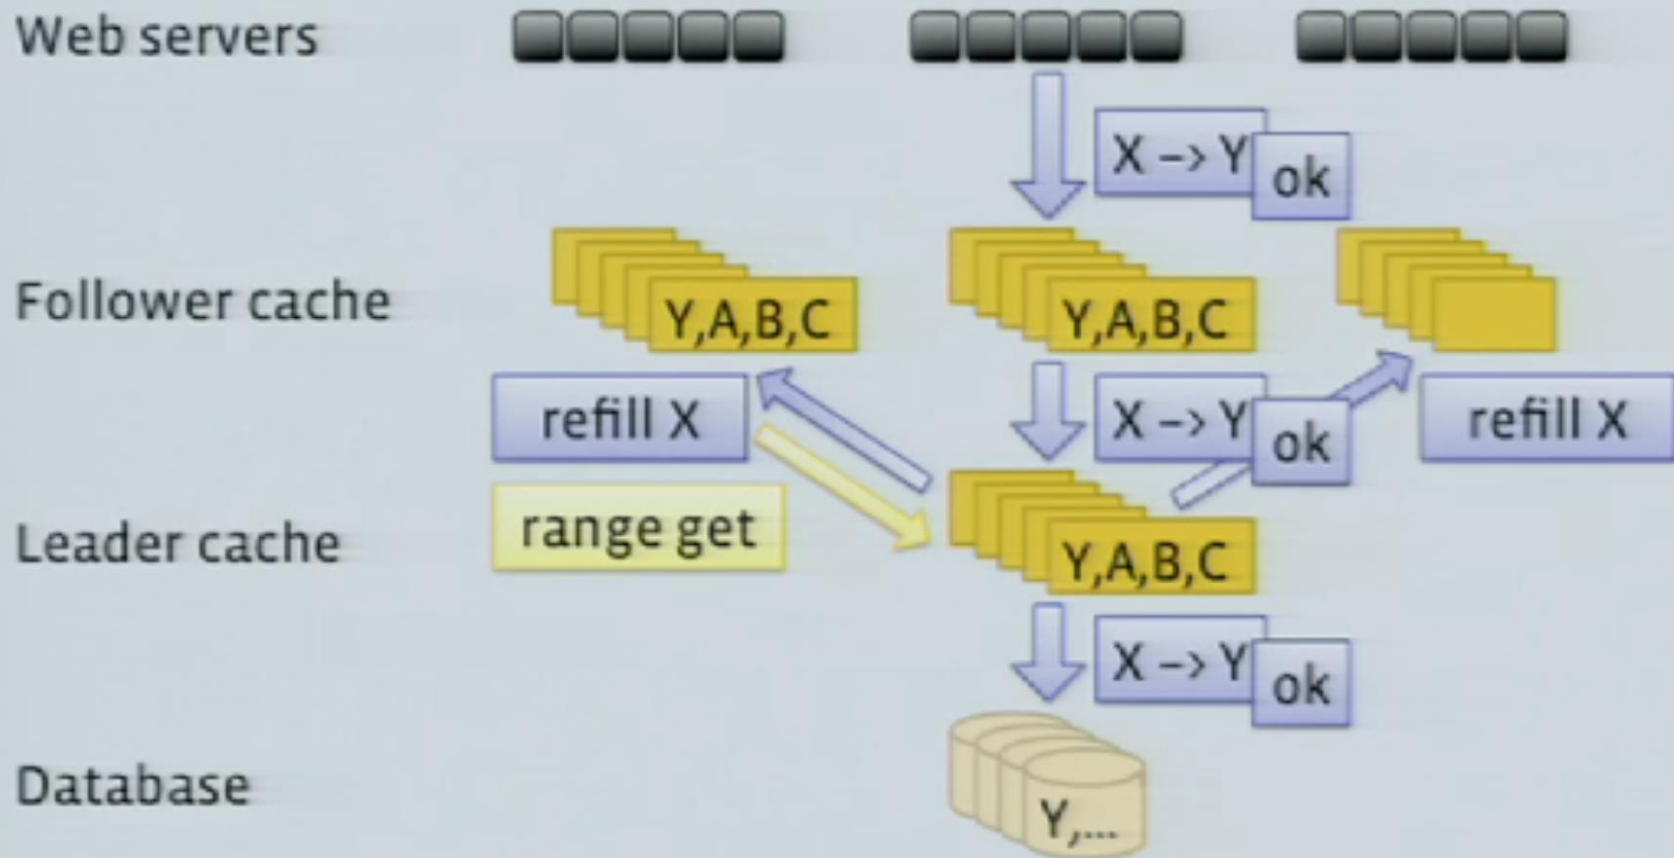 Web servers
X –> Y
ok
Follower cache
Y,A,B,C
Y,A,B,C
refill X
X –> Y
ok
refill X
range get
Leader cache
Y,A,B,C
X –> Y
ok
Database
Y,...